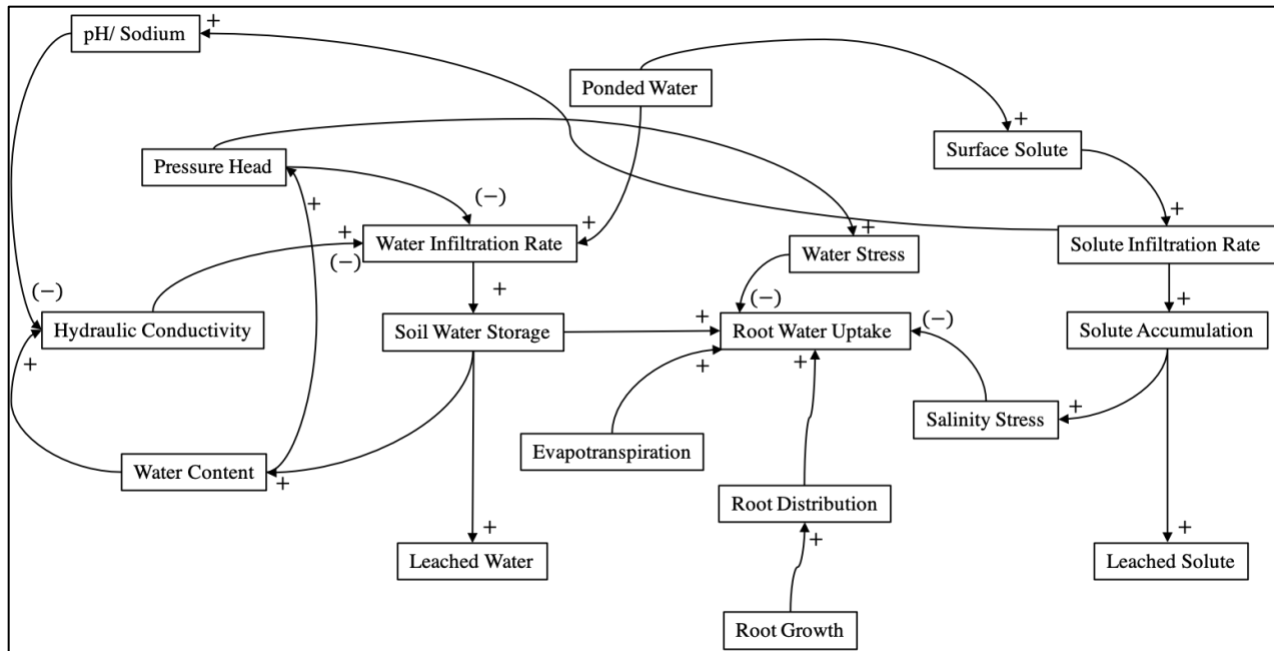 pH/ Sodium
+
Ponded Water
+
Surface Solute
Pressure Head
+
(−)
+
+
+
(−)
Water Infiltration Rate
+
Water Stress
+
Solute Infiltration Rate
(−)
Hydraulic Conductivity
+
+
Soil Water Storage
+
(−)
Root Water Uptake
(−)
+
Solute Accumulation
+
+
Evapotranspiration
Salinity Stress
+
Water Content
+
Root Distribution
+
+
Leached Water
+
Leached Solute
Root Growth